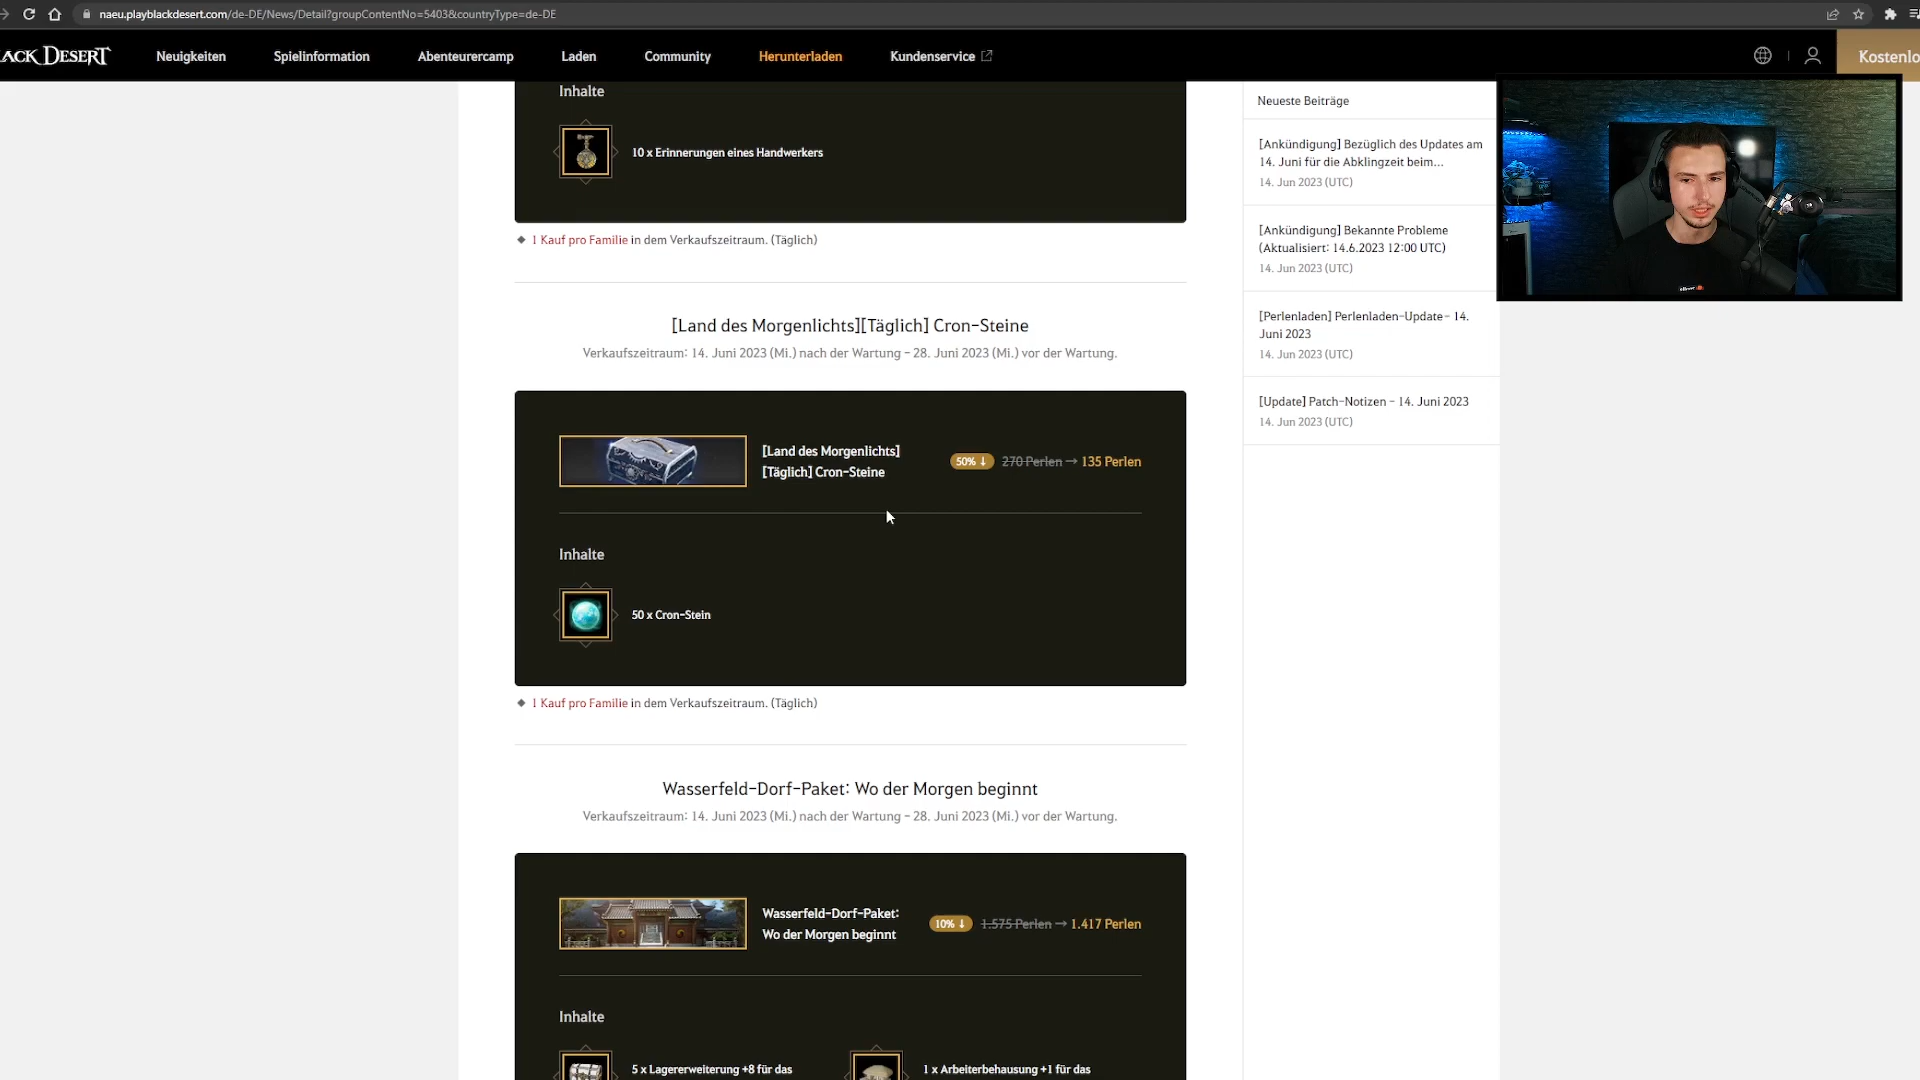 naeu.playblackdesert.com/de-DE/News/Detail?groupContentNo=5403&countryType=de-DE
ACK DESERT
Neuigkeiten
Spielinformation
Abenteurercamp
Laden
Community
Herunterladen
Kundenservice
Kostenlo
Inhalte
10 x Erinnerungen eines Handwerkers
◆ 1 Kauf pro Familie in dem Verkaufszeitraum. (Täglich)
[Land des Morgenlichts][Täglich] Cron-Steine
Verkaufszeitraum: 14. Juni 2023 (Mi.) nach der Wartung – 28. Juni 2023 (Mi.) vor der Wartung.
[Land des Morgenlichts]
[Täglich] Cron-Steine
50% ↓ 270 Perlen → 135 Perlen
Inhalte
50 x Cron-Stein
◆ 1 Kauf pro Familie in dem Verkaufszeitraum. (Täglich)
Wasserfeld-Dorf-Paket: Wo der Morgen beginnt
Verkaufszeitraum: 14. Juni 2023 (Mi.) nach der Wartung – 28. Juni 2023 (Mi.) vor der Wartung.
Wasserfeld-Dorf-Paket:
Wo der Morgen beginnt
10% ↓ 1.575 Perlen → 1.417 Perlen
Inhalte
5 x Lagererweiterung +8 für das
1 x Arbeiterbehausung +1 für das
Neueste Beiträge
[Ankündigung] Bezüglich des Updates am
14. Juni für die Abklingzeit beim...
14. Jun 2023 (UTC)
[Ankündigung] Bekannte Probleme
(Aktualisiert: 14.6.2023 12:00 UTC)
14. Jun 2023 (UTC)
[Perlenladen] Perlenladen-Update- 14.
Juni 2023
14. Jun 2023 (UTC)
[Update] Patch-Notizen – 14. Juni 2023
14. Jun 2023 (UTC)